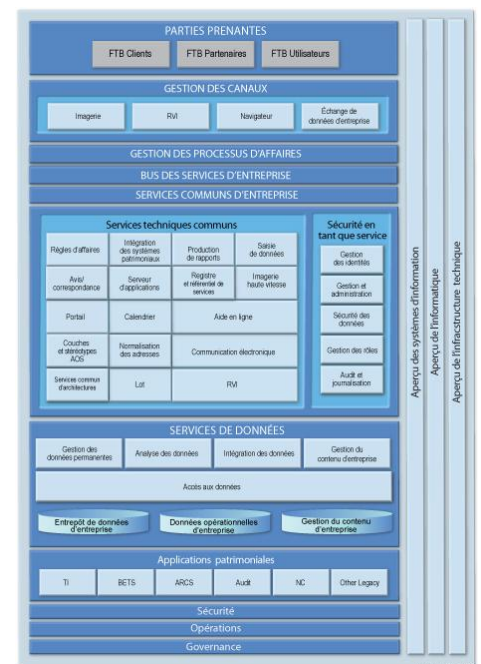 PARTIES PRENANTES
FTB Clients
FTB Partenaires
FTB Utilisateurs
GESTION DES CANAUX
Imagerie
RVI
Navigateur
Échange de
données d'entreprise
GESTION DES PROCESSUS D'AFFAIRES
BUS DES SERVICES D'ENTREPRISE
SERVICES COMMUNS D'ENTREPRISE
Services techniques communs
Règles d'affaires
Intégration
des systèmes
patrimoniaux
Production
de rapports
Saisie
de données
Avis/
correspondance
Serveur
d'applications
Registre
et référentiel de
services
Imagerie
haute vitesse
Portail
Calendrier
Aide en ligne
Couches
et stéréotypes
AOS
Normalisation
des adresses
Communication électronique
Services commun
d'architectures
Lot
RVI
Sécurité en
tant que service
Gestion
des identités
Gestion et
administration
Sécurité des
données
Gestion des rôles
Audit et
journalisation
SERVICES DE DONNÉES
Gestion des
données permanentes
Analyse des données
Intégration des données
Gestion du
contenu d'entreprise
Accès aux données
Entrepôt de données
d'entreprise
Données opérationnelles
d'entreprise
Gestion du contenu
d'entreprise
Applications patrimoniales
TI
BETS
ARCS
Audit
NC
Other Legacy
Sécurité
Opérations
Governance
Aperçu des systèmes d'information
Aperçu de l'informatique
Aperçu de l'infracstructure technique